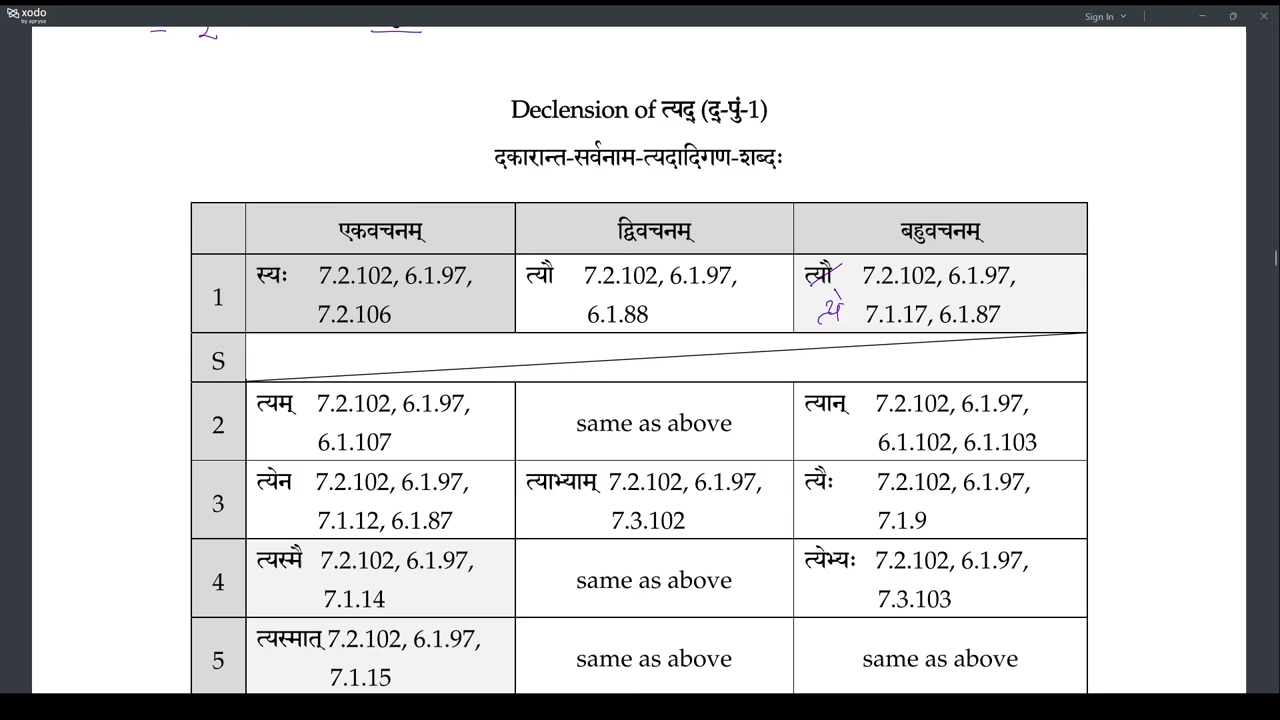 xodo
by apryse
Sign In
Declension of त्यद् (द्-पुं-1)
दकारान्त-सर्वनाम-त्यदादिगण-शब्दः
एकवचनम् द्विवचनम् बहुवचनम्
1 स्यः 7.2.102, 6.1.97, 7.2.106 त्यौ 7.2.102, 6.1.97, 6.1.88 त्यौ त्ये 7.2.102, 6.1.97, 7.1.17, 6.1.87
S
2 त्यम् 7.2.102, 6.1.97, 6.1.107 same as above त्यान् 7.2.102, 6.1.97, 6.1.102, 6.1.103
3 त्येन 7.2.102, 6.1.97, 7.1.12, 6.1.87 त्याभ्याम् 7.2.102, 6.1.97, 7.3.102 त्यैः 7.2.102, 6.1.97, 7.1.9
4 त्यस्मै 7.2.102, 6.1.97, 7.1.14 same as above त्येभ्यः 7.2.102, 6.1.97, 7.3.103
5 त्यस्मात् 7.2.102, 6.1.97, 7.1.15 same as above same as above